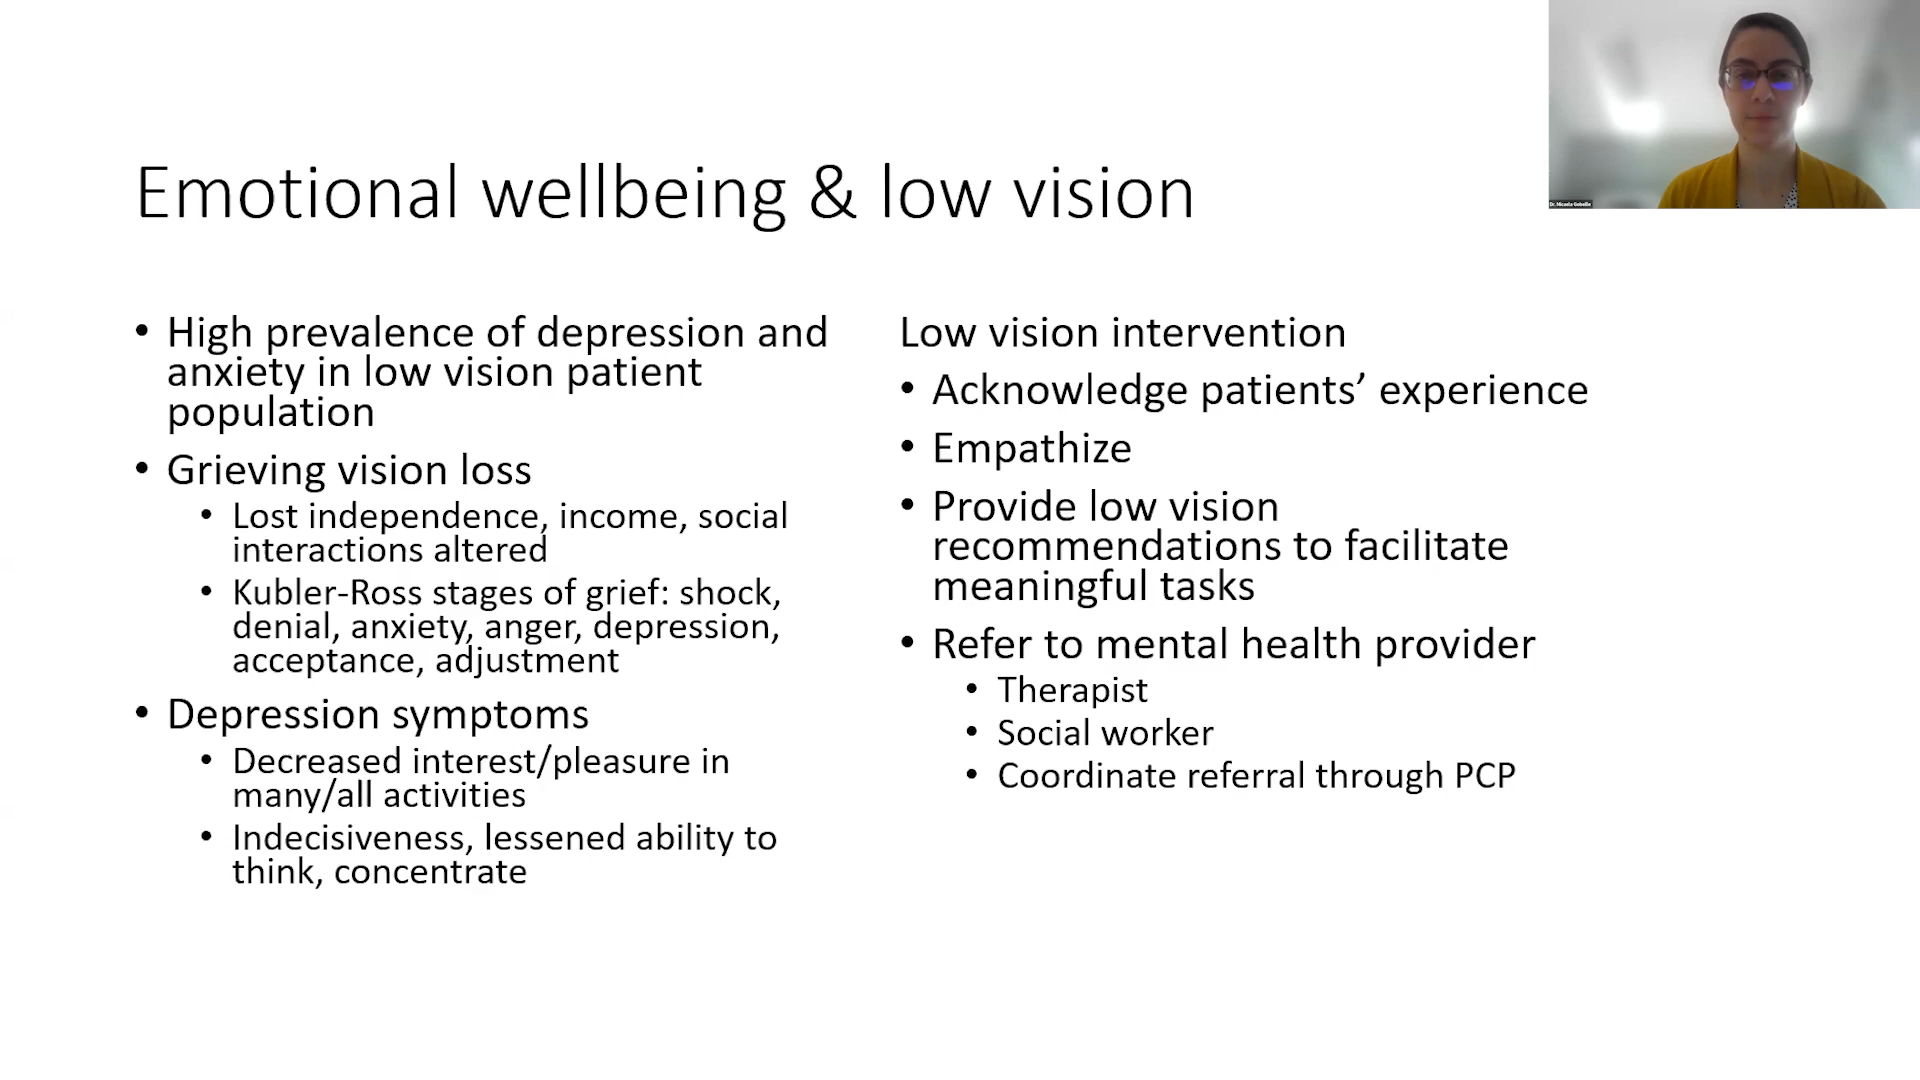 Emotional wellbeing & low vision
• High prevalence of depression and
anxiety in low vision patient
population
• Grieving vision loss
• Lost independence, income, social
interactions altered
• Kubler-Ross stages of grief: shock,
denial, anxiety, anger, depression,
acceptance, adjustment
• Depression symptoms
• Decreased interest/pleasure in
many/all activities
• Indecisiveness, lessened ability to
think, concentrate
Low vision intervention
• Acknowledge patients’ experience
• Empathize
• Provide low vision
recommendations to facilitate
meaningful tasks
• Refer to mental health provider
• Therapist
• Social worker
• Coordinate referral through PCP
Dr. Micaela Gobeille